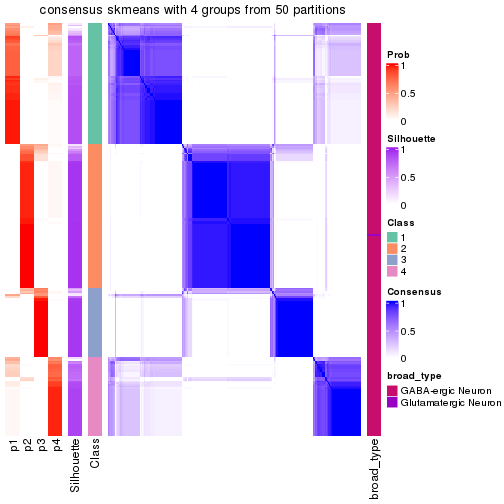 consensus skmeans with 4 groups from 50 partitions
Prob
1
0.5
0
Silhouette
1
0.5
0
Class
1
2
3
4
Consensus
1
0.5
0
broad_type
GABA-ergic Neuron
Glutamatergic Neuron
p1
p2
p3
p4
Silhouette
Class
broad_type